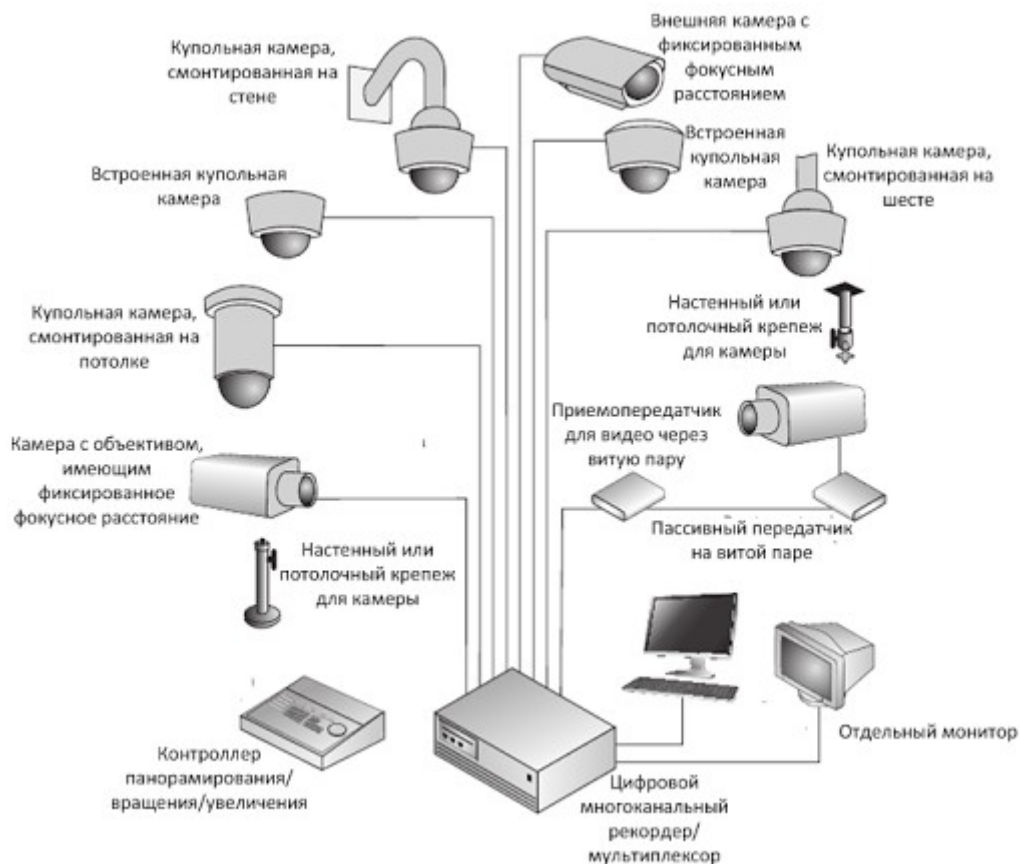 Купольная камера,
смонтированная на
стене
Внешняя камера с
фиксированным
фокусным
расстоянием
Встроенная
купольная
камера
Купольная камера,
смонтированная на
шесте
Встроенная купольная
камера
Купольная камера,
смонтированная на
потолке
Настенный или
потолочный крепеж
для камеры
Приемопередатчик
для видео через
витую пару
Камера с объективом,
имеющим
фиксированное
фокусное расстояние
Пассивный передатчик
на витой паре
Настенный или
потолочный крепеж
для камеры
Отдельный монитор
Контроллер
панорамирования/
вращения/увеличения
Цифровой
многоканальный
рекордер/
мультиплексор